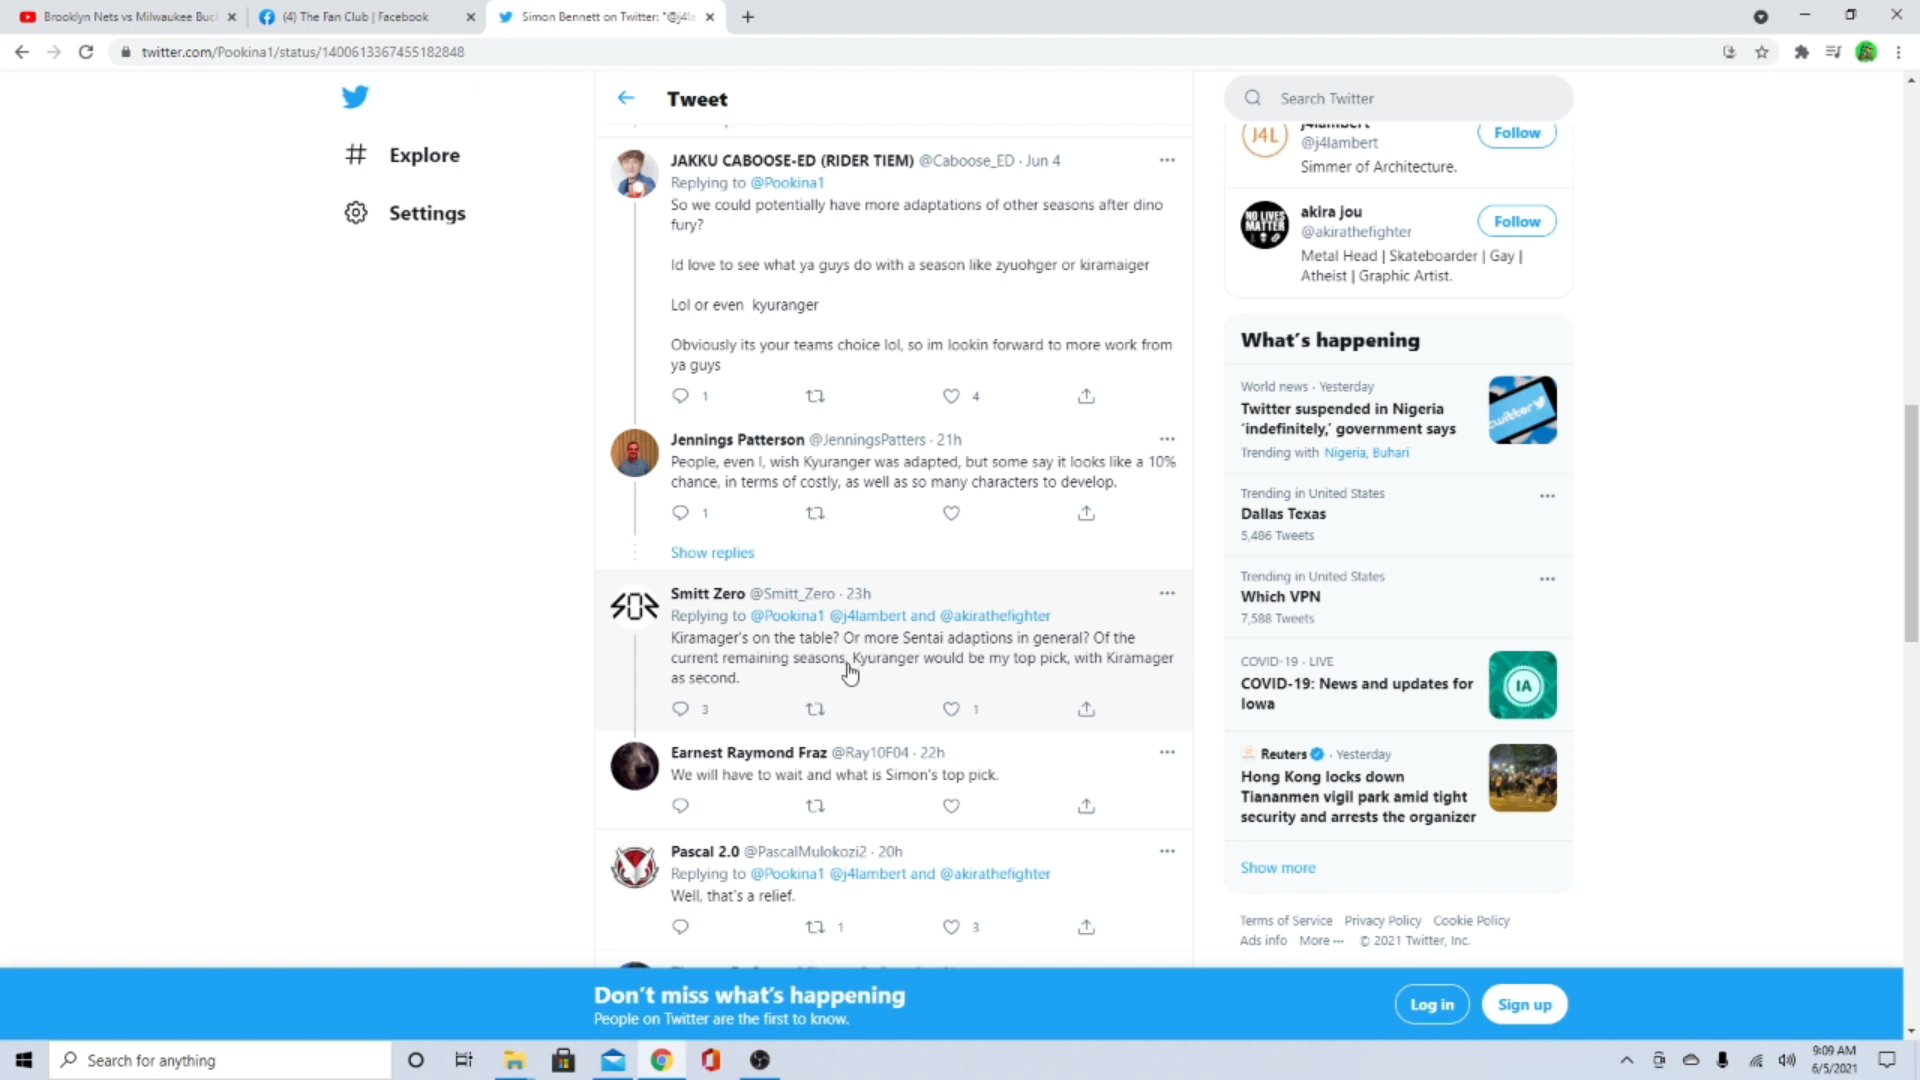 Brooklyn Nets vs Milwaukee Buc
(4) The Fan Club | Facebook
Simon Bennett on Twitter: "@j4l
twitter.com/Pookina1/status/1400613367455182848
Explore
Settings
Tweet
JAKKU CABOOSE-ED (RIDER TIEM) @Caboose_ED · Jun 4
Replying to @Pookina1
So we could potentially have more adaptations of other seasons after dino
fury?
Id love to see what ya guys do with a season like zyuohger or kiramaiger
Lol or even kyuranger
Obviously its your teams choice lol, so im lookin forward to more work from
ya guys
1 4
Jennings Patterson @JenningsPatters · 21h
People, even I, wish Kyuranger was adapted, but some say it looks like a 10%
chance, in terms of costly, as well as so many characters to develop.
1
Show replies
Smitt Zero @Smitt_Zero · 23h
Replying to @Pookina1 @j4lambert and @akirathefighter
Kiramager's on the table? Or more Sentai adaptions in general? Of the
current remaining seasons, Kyuranger would be my top pick, with Kiramager
as second.
3 1
Earnest Raymond Fraz @Ray10F04 · 22h
We will have to wait and what is Simon's top pick.
Pascal 2.0 @PascalMulokozi2 · 20h
Replying to @Pookina1 @j4lambert and @akirathefighter
Well, that's a relief.
1 3
Search Twitter
J4L
j4lambert
@j4lambert
Simmer of Architecture.
Follow
NO LIVES
MATTER
akira jou
@akirathefighter
Metal Head | Skateboarder | Gay |
Atheist | Graphic Artist.
Follow
What's happening
World news · Yesterday
Twitter suspended in Nigeria
'indefinitely,' government says
Trending with Nigeria, Buhari
twitter
Trending in United States
Dallas Texas
5,486 Tweets
Trending in United States
Which VPN
7,588 Tweets
COVID-19 · LIVE
COVID-19: News and updates for
Iowa
IA
Reuters · Yesterday
Hong Kong locks down
Tiananmen vigil park amid tight
security and arrests the organizer
Show more
Terms of Service Privacy Policy Cookie Policy
Ads info More ··· © 2021 Twitter, Inc.
Don't miss what's happening
People on Twitter are the first to know.
Log in
Sign up
Search for anything
9:09 AM
6/5/2021